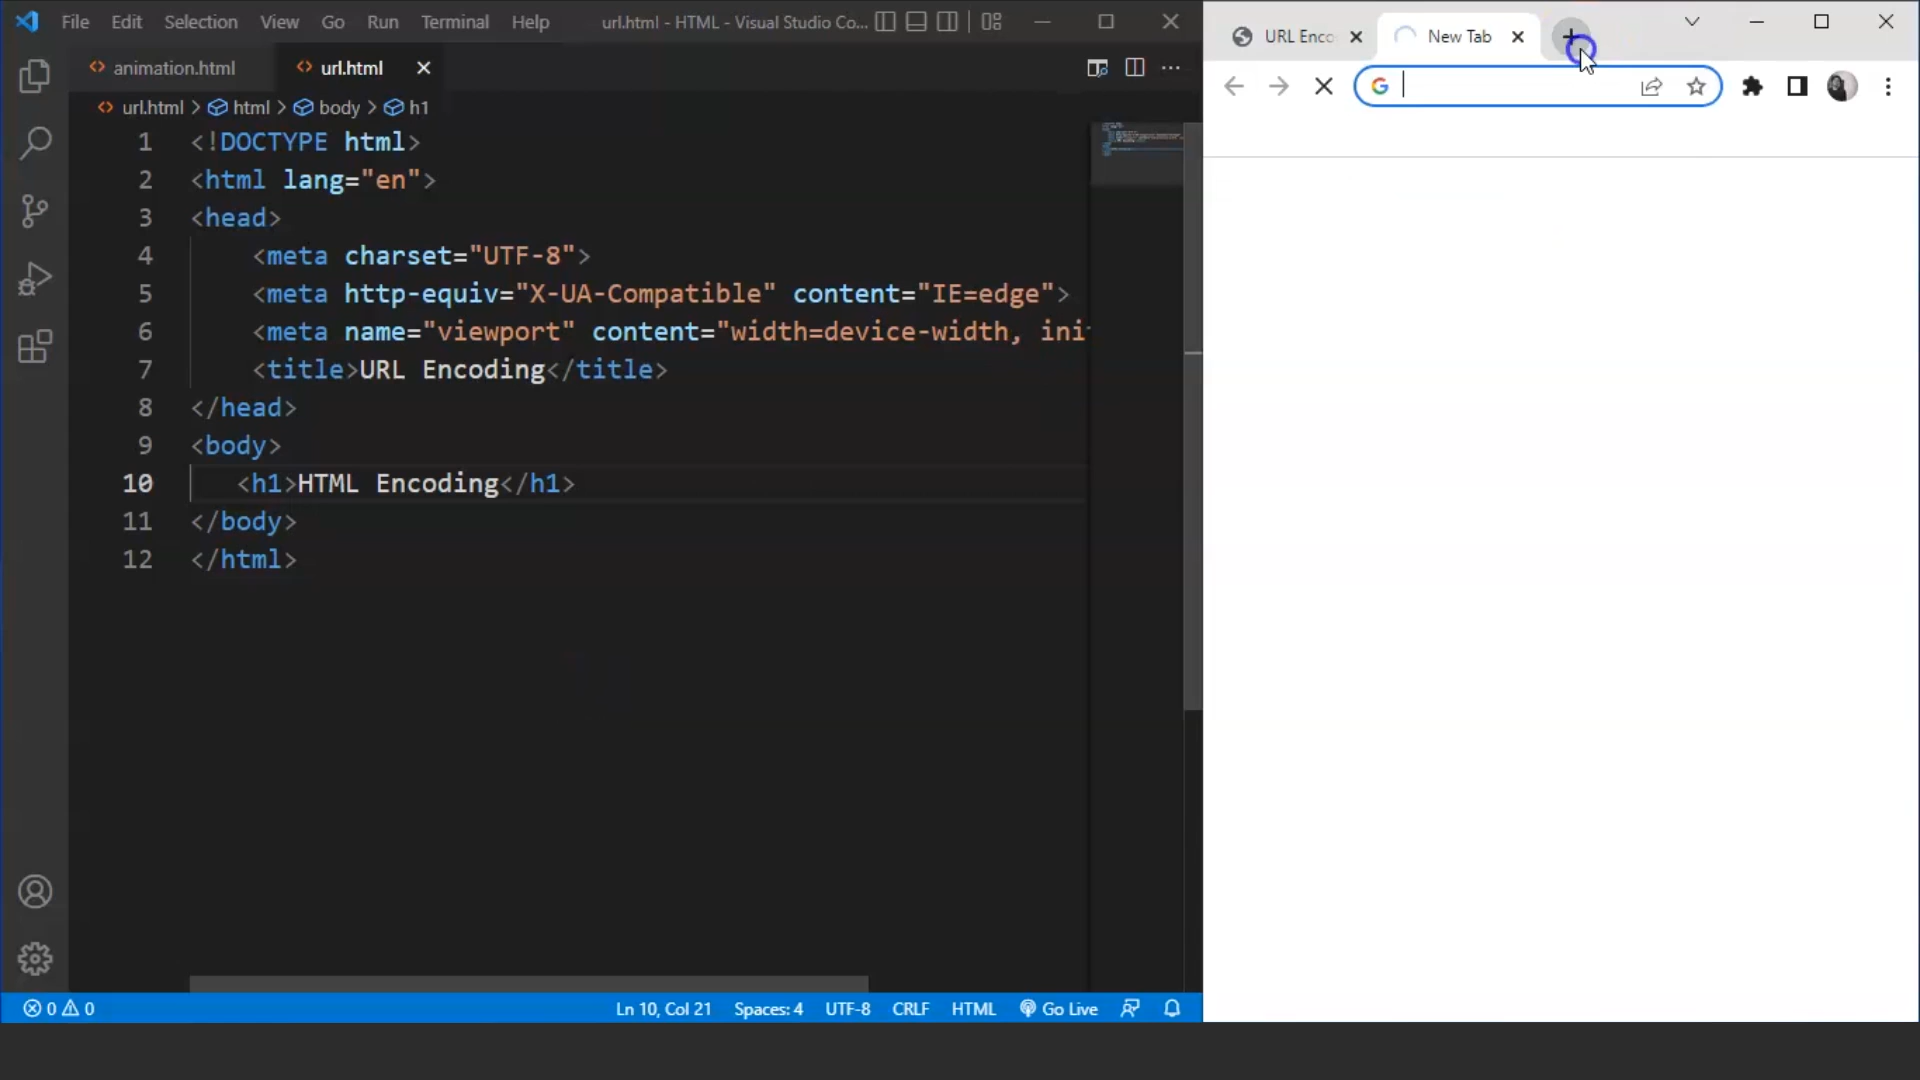 File Edit Selection View Go Run Terminal Help url.html - HTML - Visual Studio Co...
animation.html url.html
url.html > html > body > h1
1 <!DOCTYPE html>
2 <html lang="en">
3 <head>
4 <meta charset="UTF-8">
5 <meta http-equiv="X-UA-Compatible" content="IE=edge">
6 <meta name="viewport" content="width=device-width, ini
7 <title>URL Encoding</title>
8 </head>
9 <body>
10 <h1>HTML Encoding</h1>
11 </body>
12 </html>
0 0 Ln 10, Col 21 Spaces: 4 UTF-8 CRLF HTML Go Live
URL Enco New Tab